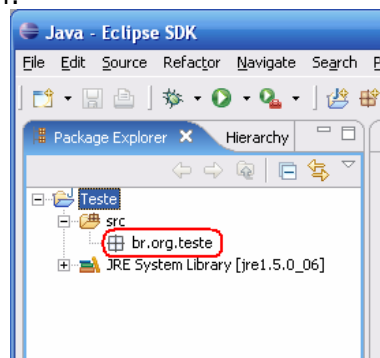 Java - Eclipse SDK
File Edit Source Refactor Navigate Search
Package Explorer Hierarchy
Teste
src
br.org.teste
JRE System Library [jre1.5.0_06]